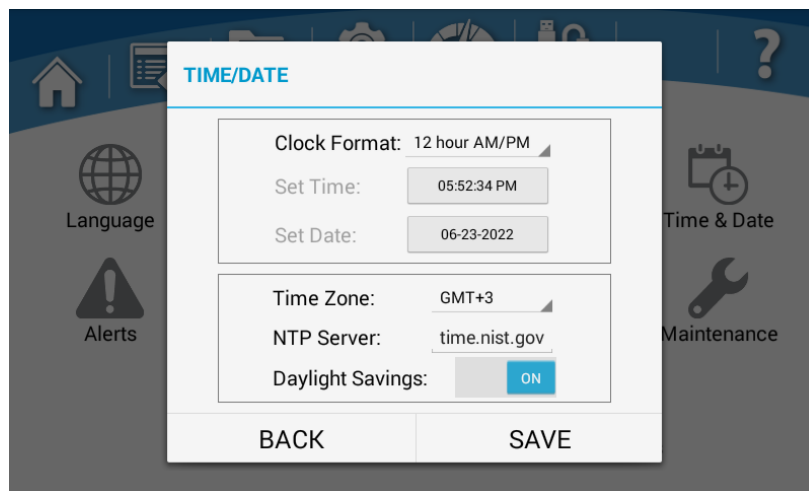 ?
TIME/DATE
Clock Format: 12 hour AM/PM
Set Time: 05:52:34 PM
Set Date: 06-23-2022
Time Zone: GMT+3
NTP Server: time.nist.gov
Daylight Savings: ON
BACK SAVE
Language
Time & Date
Alerts
Maintenance